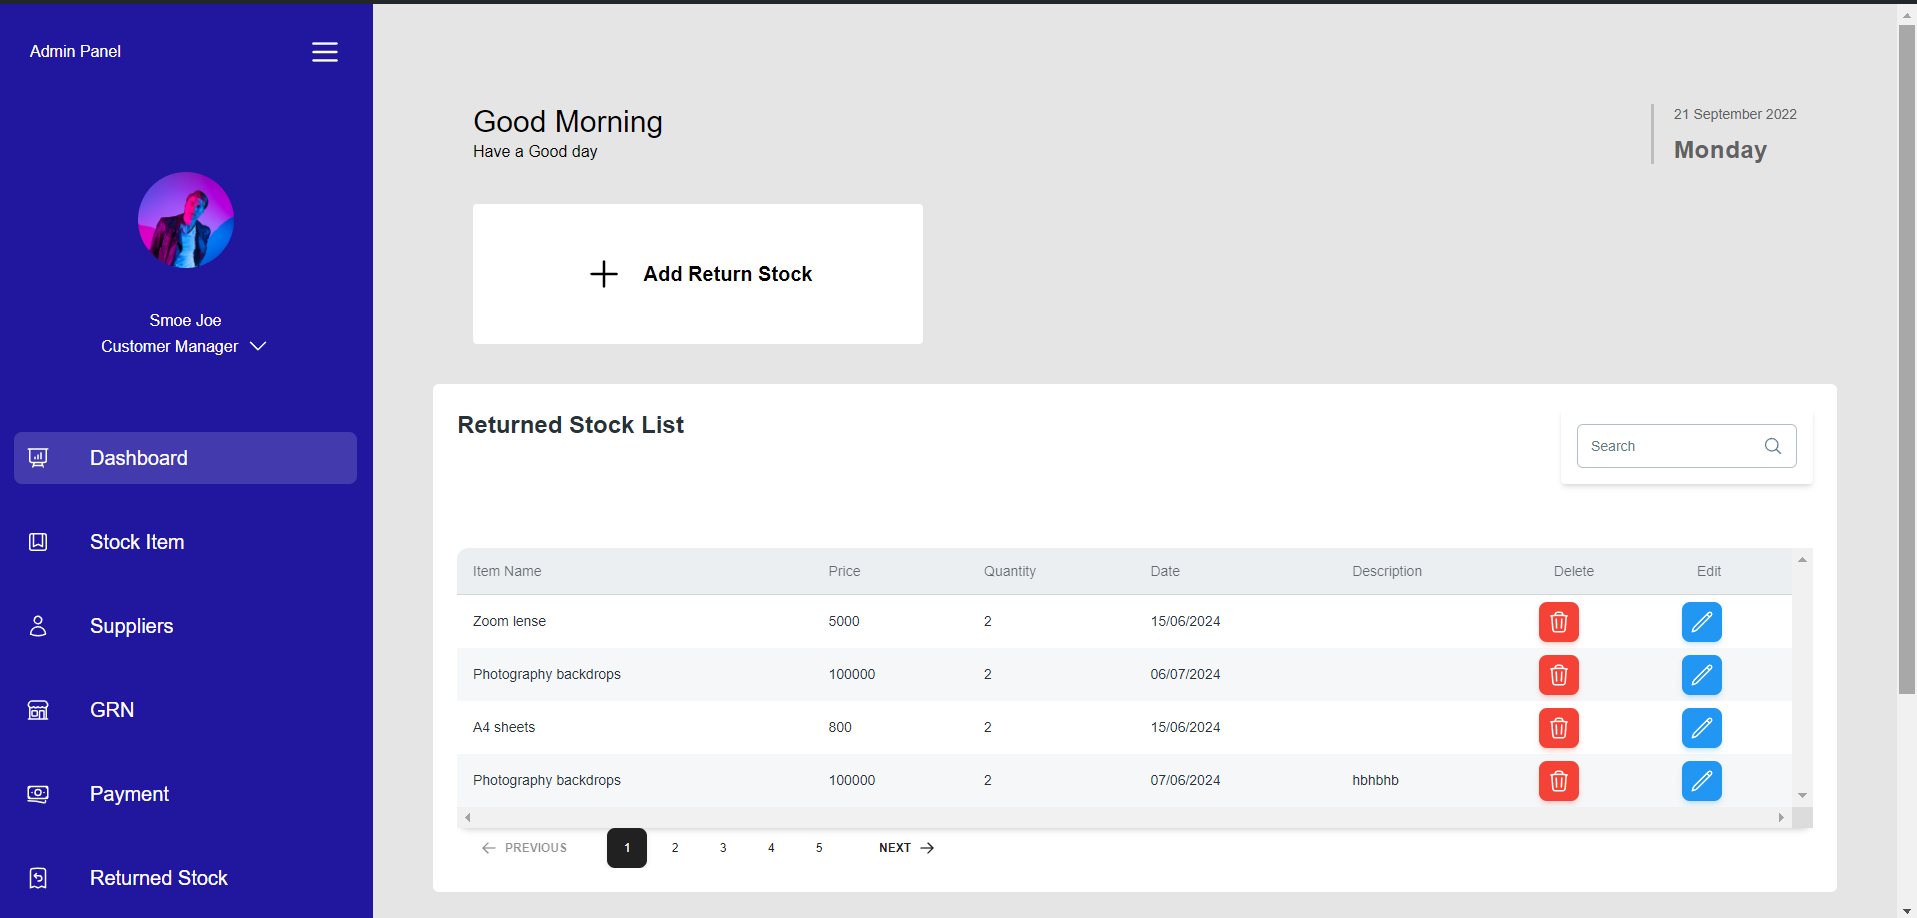 Admin Panel
Smoe Joe
Customer Manager
Dashboard
Stock Item
Suppliers
GRN
Payment
Returned Stock
Good Morning
Have a Good day
21 September 2022
Monday
Add Return Stock
Returned Stock List
Search
Item Name Price Quantity Date Description Delete Edit
Zoom lense 5000 2 15/06/2024
Photography backdrops 100000 2 06/07/2024
A4 sheets 800 2 15/06/2024
Photography backdrops 100000 2 07/06/2024 hbhbhb
PREVIOUS 1 2 3 4 5 NEXT